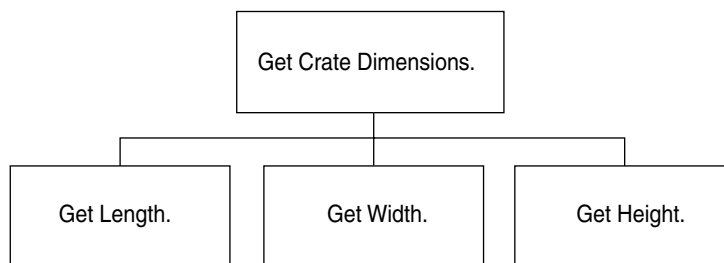 Get Crate Dimensions.
Get Length.
Get Width.
Get Height.